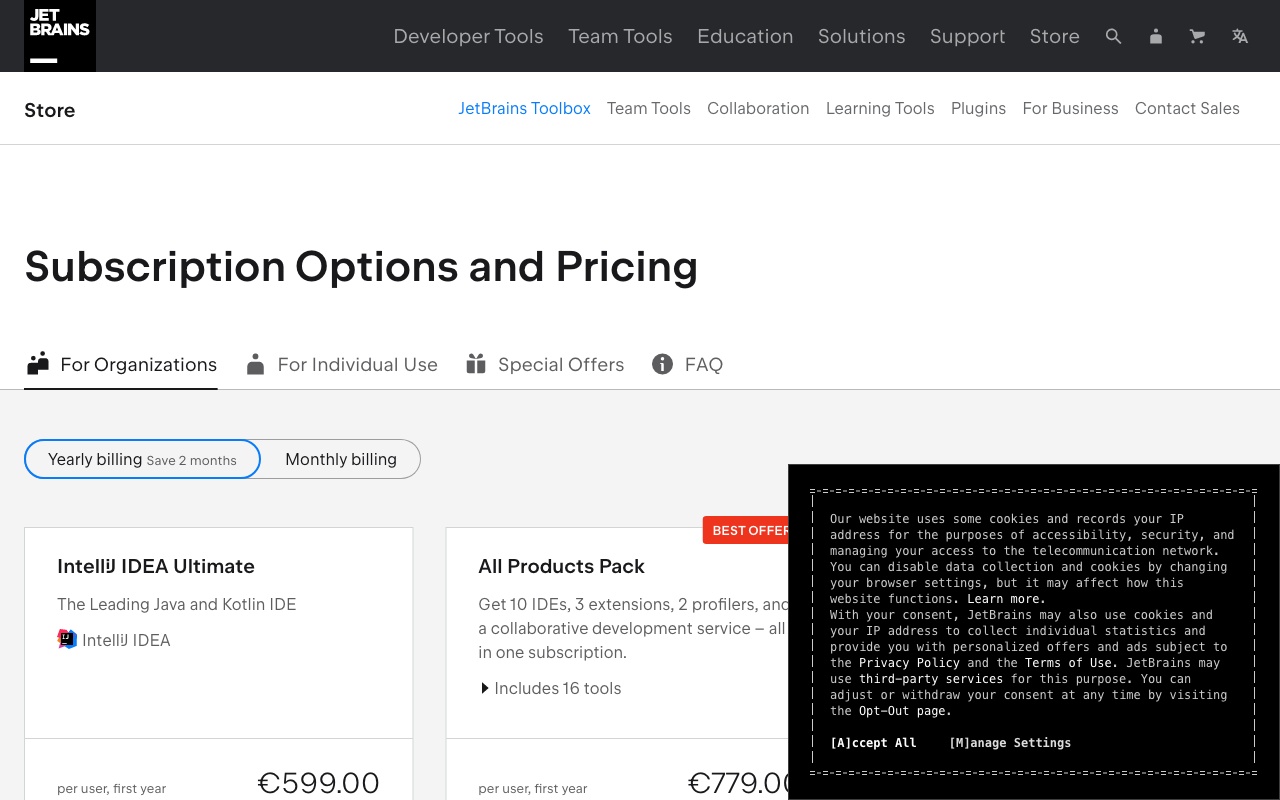 JET
BRAINS
Developer Tools Team Tools Education Solutions Support Store
Store
JetBrains Toolbox Team Tools Collaboration Learning Tools Plugins For Business Contact Sales
Subscription Options and Pricing
For Organizations For Individual Use Special Offers FAQ
Yearly billing Save 2 months Monthly billing
BEST OFFER
IntelliJ IDEA Ultimate
The Leading Java and Kotlin IDE
IntelliJ IDEA
per user, first year €599.00
All Products Pack
Get 10 IDEs, 3 extensions, 2 profilers, and
a collaborative development service – all
in one subscription.
Includes 16 tools
per user, first year €779.00
Our website uses some cookies and records your IP
address for the purposes of accessibility, security, and
managing your access to the telecommunication network.
You can disable data collection and cookies by changing
your browser settings, but it may affect how this
website functions. Learn more.
With your consent, JetBrains may also use cookies and
your IP address to collect individual statistics and
provide you with personalized offers and ads subject to
the Privacy Policy and the Terms of Use. JetBrains may
use third-party services for this purpose. You can
adjust or withdraw your consent at any time by visiting
the Opt-Out page.
[A]ccept All [M]anage Settings